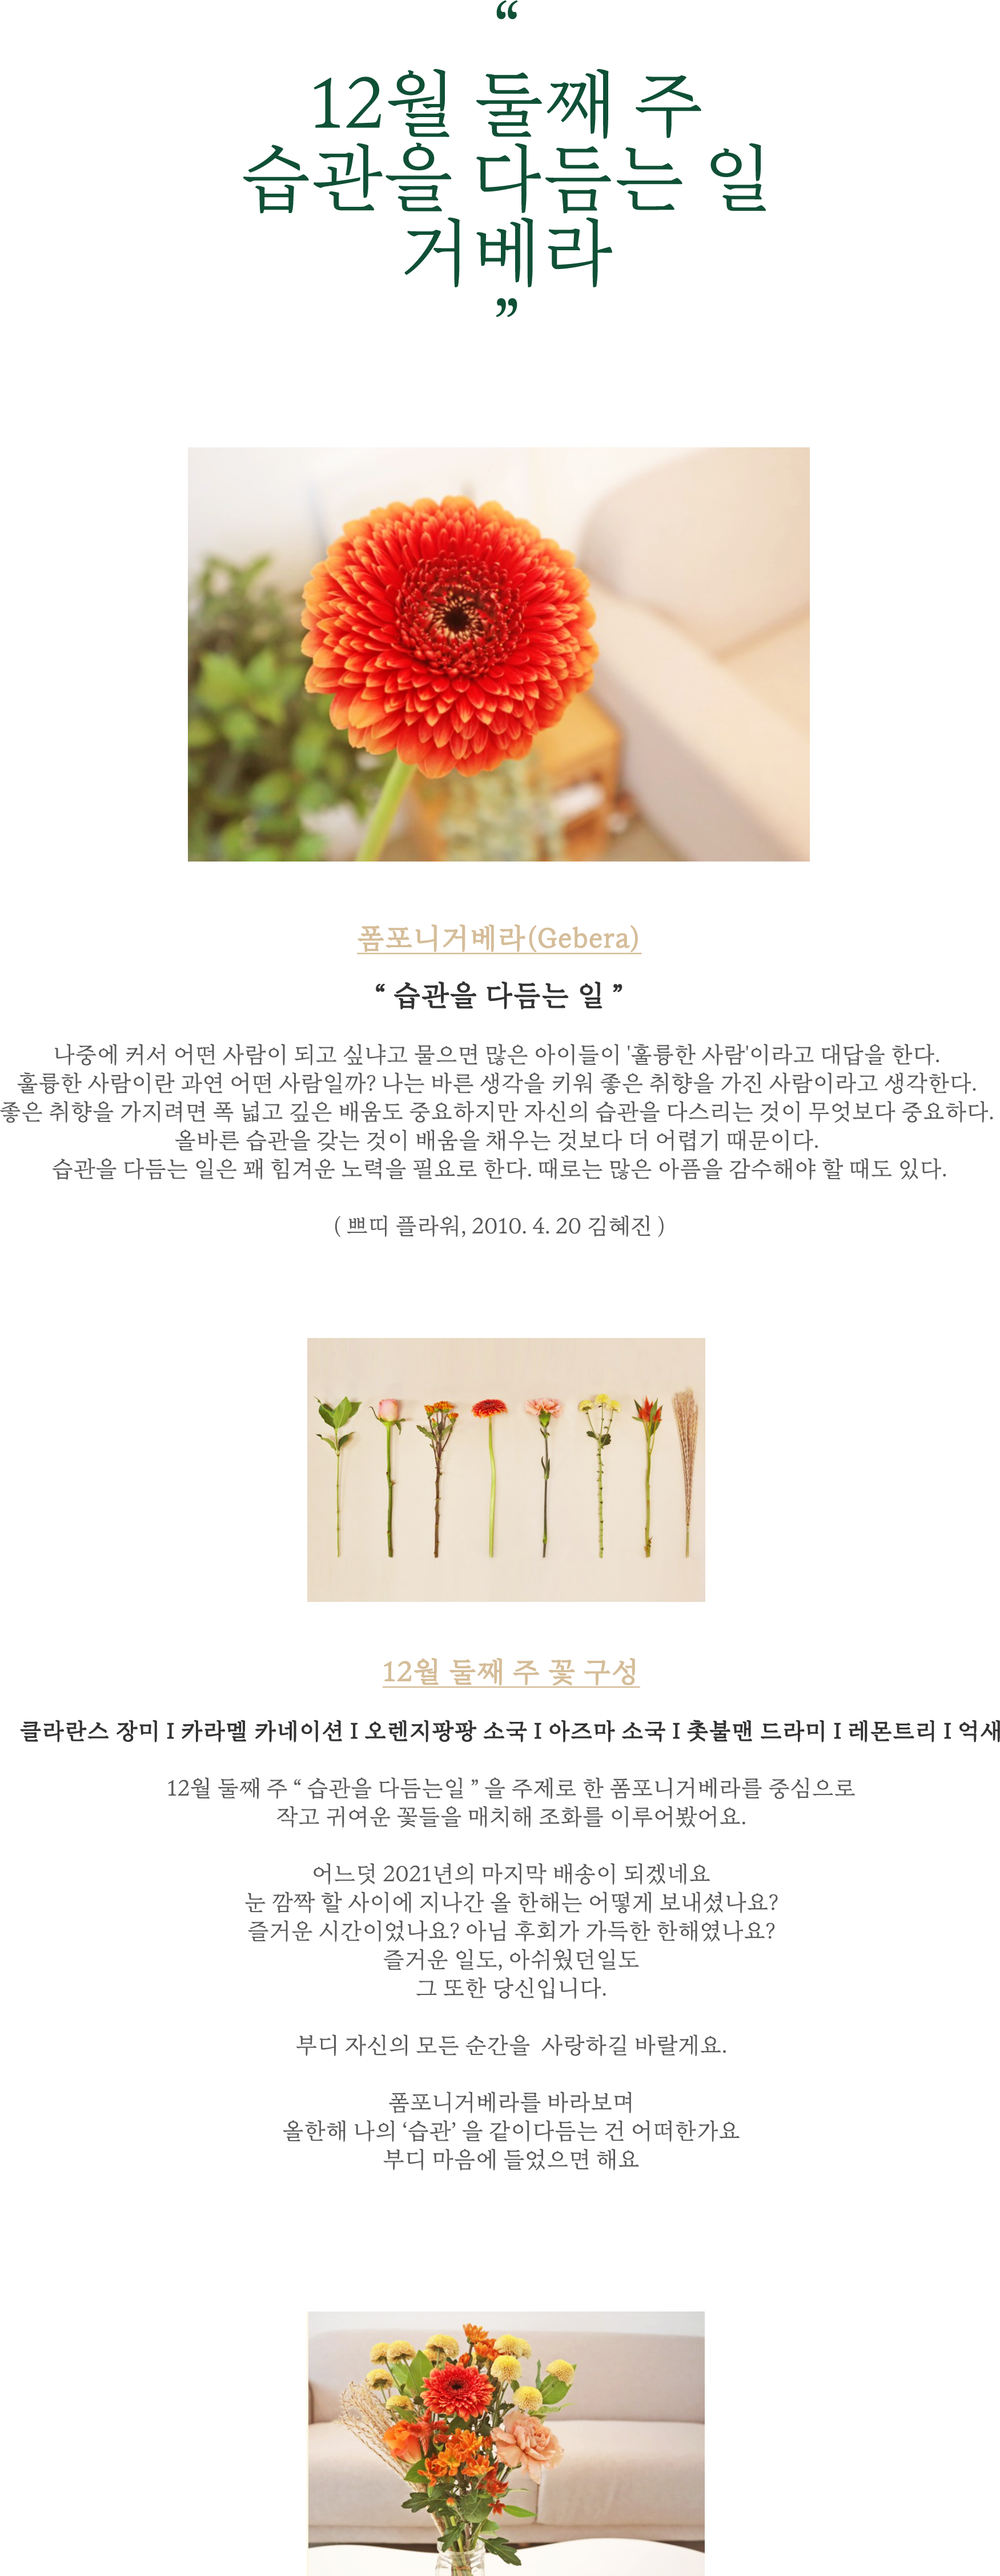 “
12월 둘째 주
습관을 다듬는 일
거베라
”
폼포니거베라(Gebera)
“ 습관을 다듬는 일 ”
나중에 커서 어떤 사람이 되고 싶냐고 물으면 많은 아이들이 '훌륭한 사람'이라고 대답을 한다.
훌륭한 사람이란 과연 어떤 사람일까? 나는 바른 생각을 키워 좋은 취향을 가진 사람이라고 생각한다.
좋은 취향을 가지려면 폭 넓고 깊은 배움도 중요하지만 자신의 습관을 다스리는 것이 무엇보다 중요하다.
올바른 습관을 갖는 것이 배움을 채우는 것보다 더 어렵기 때문이다.
습관을 다듬는 일은 꽤 힘겨운 노력을 필요로 한다. 때로는 많은 아픔을 감수해야 할 때도 있다.
( 쁘띠 플라워, 2010. 4. 20 김혜진 )
12월 둘째 주 꽃 구성
클라란스 장미 I 카라멜 카네이션 I 오렌지팡팡 소국 I 아즈마 소국 I 촛불맨 드라미 I 레몬트리 I 억새
12월 둘째 주 “ 습관을 다듬는일 ” 을 주제로 한 폼포니거베라를 중심으로
작고 귀여운 꽃들을 매치해 조화를 이루어봤어요.
어느덧 2021년의 마지막 배송이 되겠네요
눈 깜짝 할 사이에 지나간 올 한해는 어떻게 보내셨나요?
즐거운 시간이었나요? 아님 후회가 가득한 한해였나요?
즐거운 일도, 아쉬웠던일도
그 또한 당신입니다.
부디 자신의 모든 순간을  사랑하길 바랄게요.
폼포니거베라를 바라보며
올한해 나의 ‘습관’ 을 같이다듬는 건 어떠한가요
부디 마음에 들었으면 해요